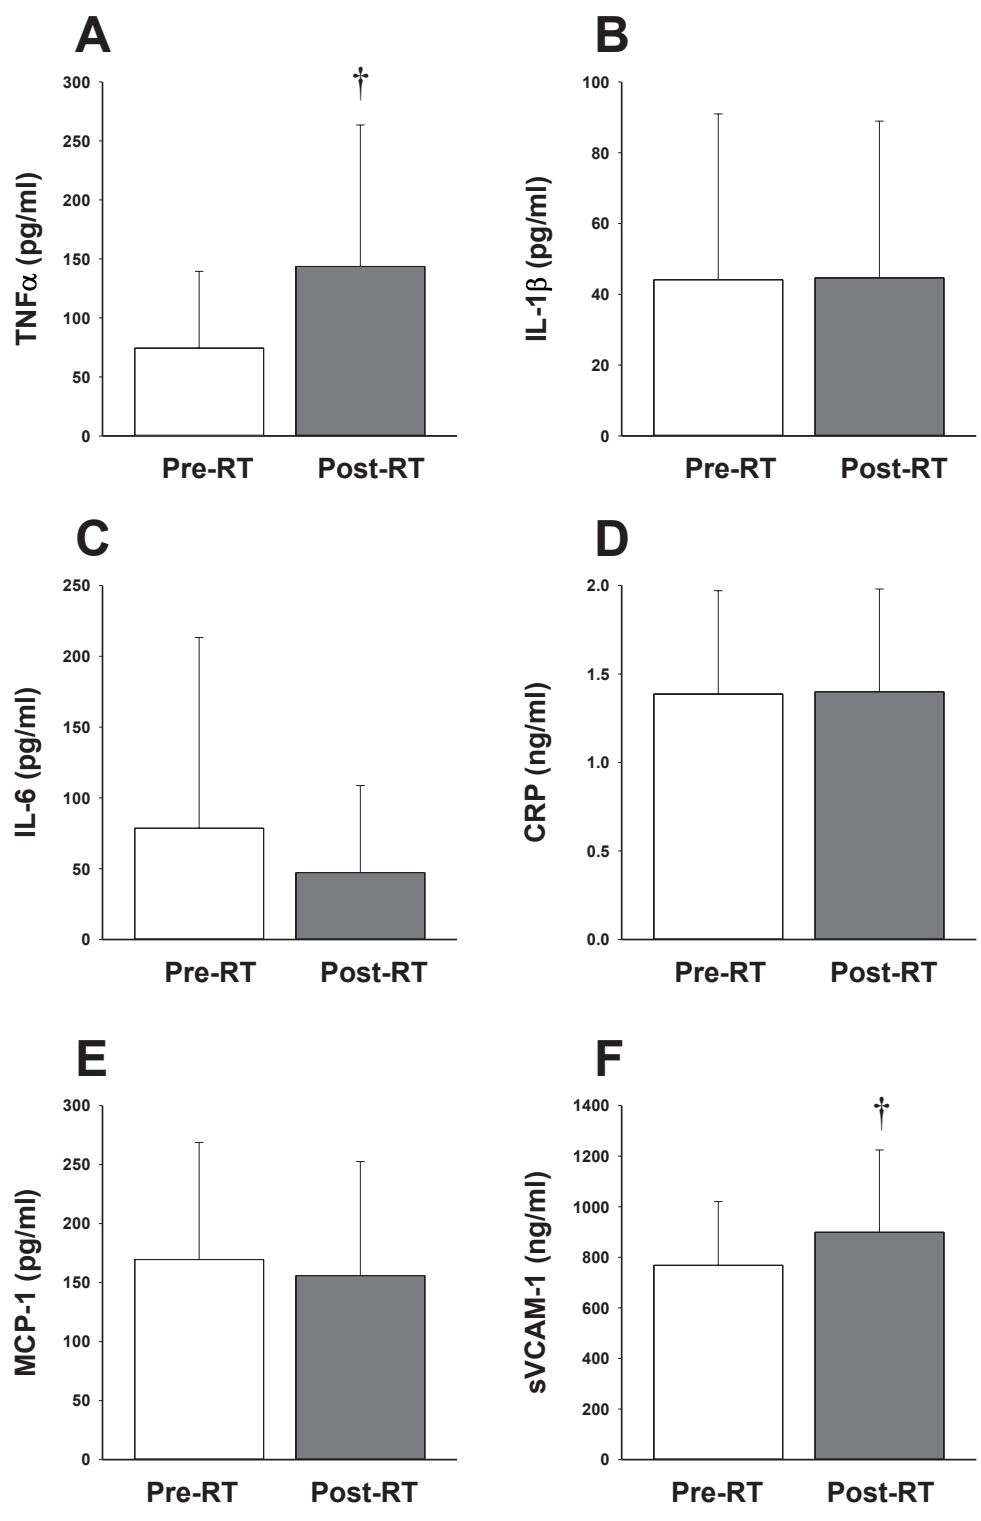 A
TNFα (pg/ml)
300
250
200
150
100
50
0
†
Pre-RT Post-RT
B
IL-1β (pg/ml)
100
80
60
40
20
0
Pre-RT Post-RT
C
IL-6 (pg/ml)
250
200
150
100
50
0
Pre-RT Post-RT
D
CRP (ng/ml)
2.0
1.5
1.0
0.5
0.0
Pre-RT Post-RT
E
MCP-1 (pg/ml)
300
250
200
150
100
50
0
Pre-RT Post-RT
F
sVCAM-1 (ng/ml)
1400
1200
1000
800
600
400
200
0
†
Pre-RT Post-RT